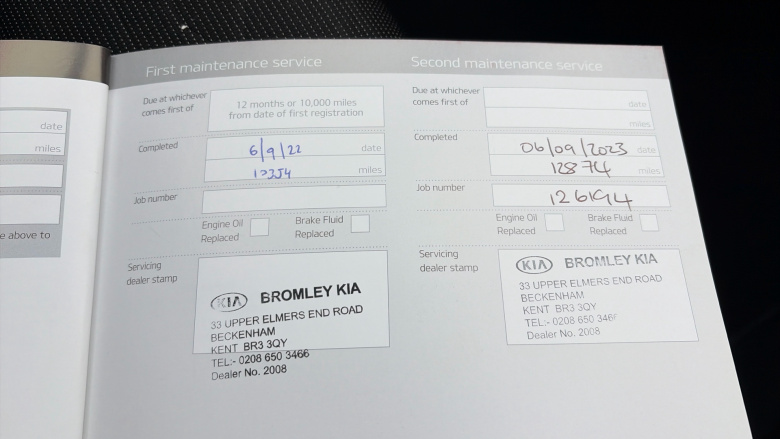 date
miles
e above to
First maintenance service
Due at whichever
comes first of
12 months or 10,000 miles
from date of first registration
Completed
6/9/22 date
miles
Job number
Engine Oil
Replaced
Brake Fluid
Replaced
Servicing
dealer stamp
KIA BROMLEY KIA
33 UPPER ELMERS END ROAD
BECKENHAM
KENT BR3 3QY
TEL:- 0208 650 3466
Dealer No. 2008
Second maintenance service
Due at whichever
comes first of
date
miles
Completed
06/09/2023 date
12874 miles
Job number
Engine Oil
Replaced
Brake Fluid
Replaced
Servicing
dealer stamp
KIA BROMLEY KIA
33 UPPER ELMERS END ROAD
BECKENHAM
KENT BR3 3QY
TEL:- 0208 650 3466
Dealer No. 2008